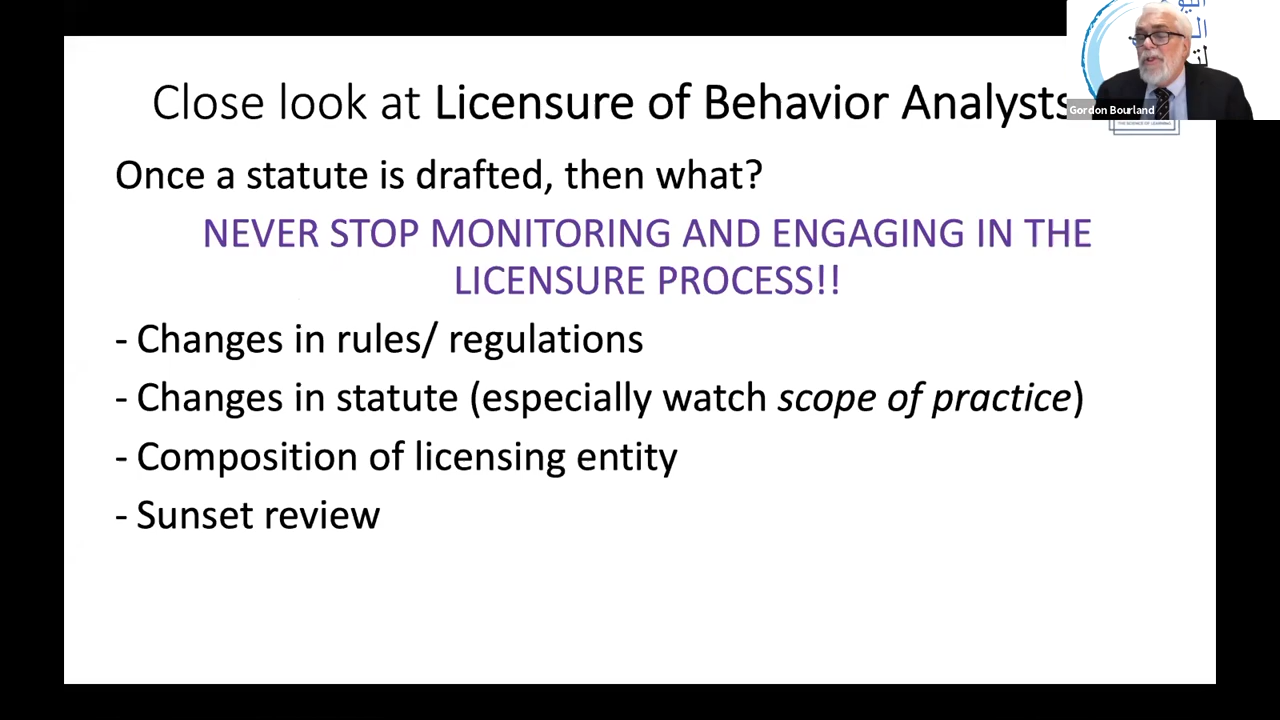 Close look at Licensure of Behavior Analysts
Gordon Bourland
Once a statute is drafted, then what?
NEVER STOP MONITORING AND ENGAGING IN THE
LICENSURE PROCESS!!
- Changes in rules/ regulations
- Changes in statute (especially watch scope of practice)
- Composition of licensing entity
- Sunset review